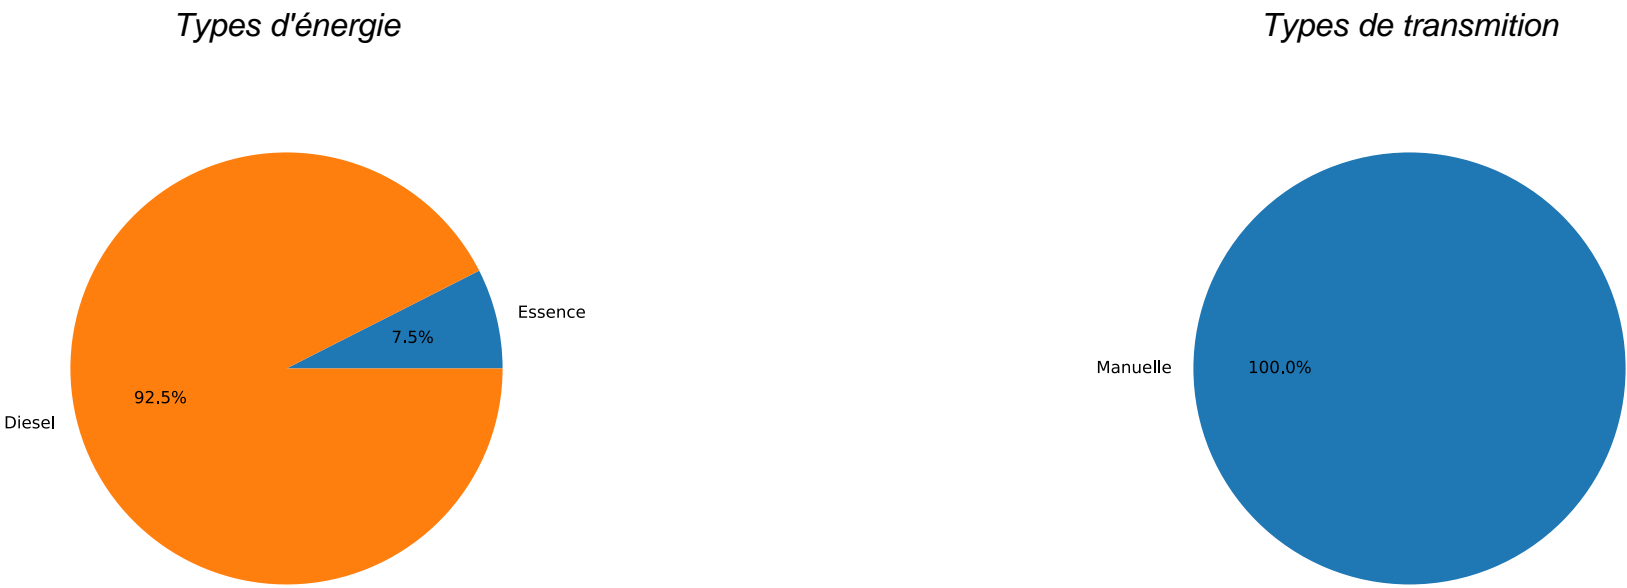 Types d'énergie
Types de transmition
Essence
7.5%
92.5%
Diesel
Manuelle
100.0%